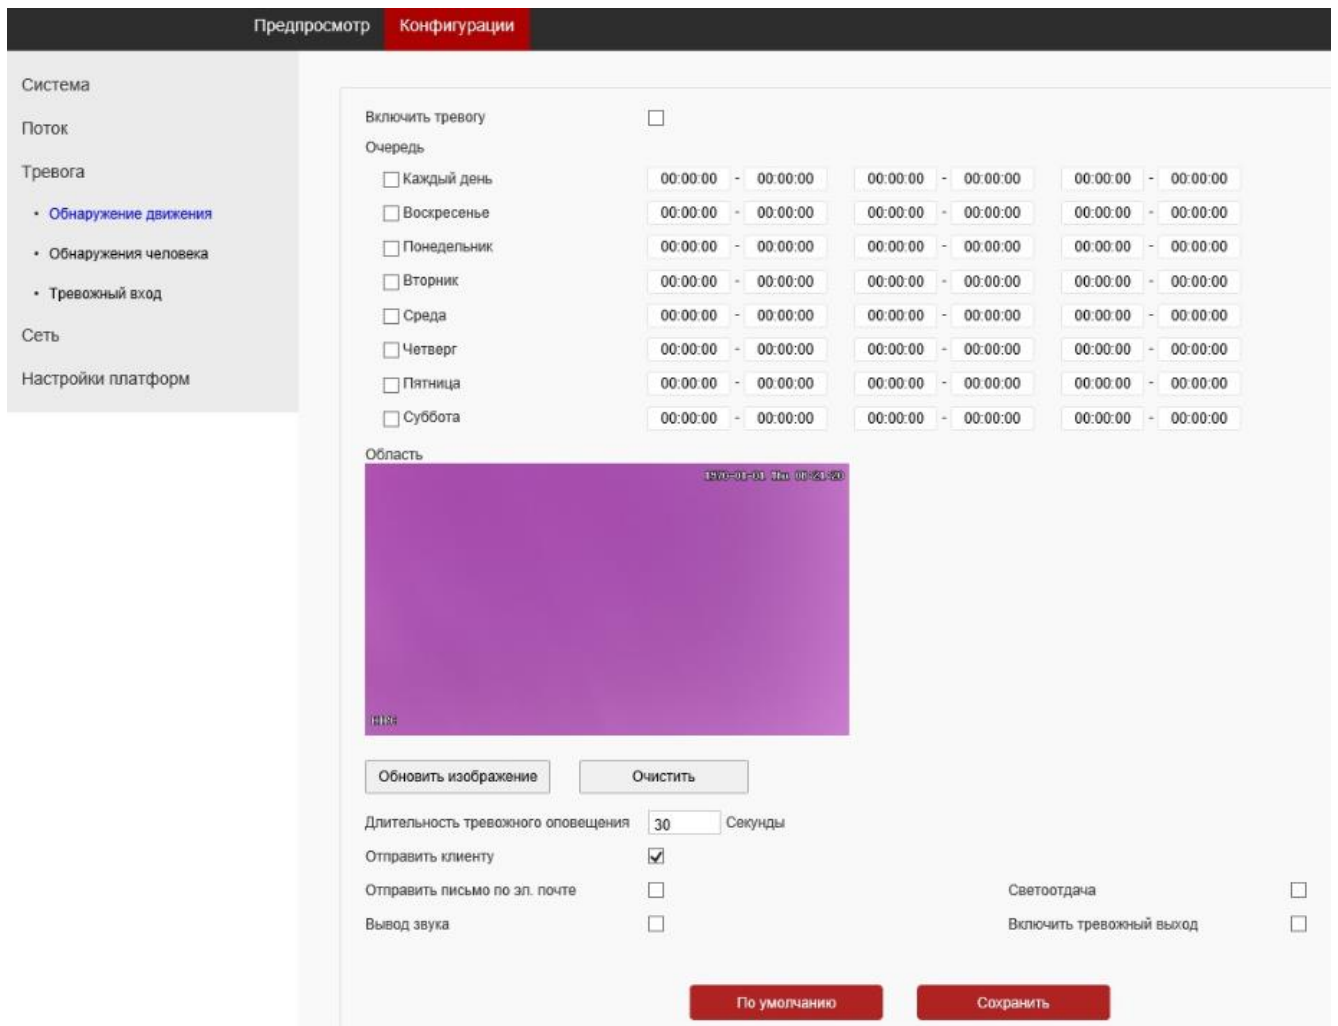 Предпросмотр Конфигурации
Система
Поток
Тревога
• Обнаружение движения
• Обнаружения человека
• Тревожный вход
Сеть
Настройки платформ
Включить тревогу
Очередь
Каждый день 00:00:00 - 00:00:00 00:00:00 - 00:00:00 00:00:00 - 00:00:00
Воскресенье 00:00:00 - 00:00:00 00:00:00 - 00:00:00 00:00:00 - 00:00:00
Понедельник 00:00:00 - 00:00:00 00:00:00 - 00:00:00 00:00:00 - 00:00:00
Вторник 00:00:00 - 00:00:00 00:00:00 - 00:00:00 00:00:00 - 00:00:00
Среда 00:00:00 - 00:00:00 00:00:00 - 00:00:00 00:00:00 - 00:00:00
Четверг 00:00:00 - 00:00:00 00:00:00 - 00:00:00 00:00:00 - 00:00:00
Пятница 00:00:00 - 00:00:00 00:00:00 - 00:00:00 00:00:00 - 00:00:00
Суббота 00:00:00 - 00:00:00 00:00:00 - 00:00:00 00:00:00 - 00:00:00
Область
1970-01-01 Thu
Обновить изображение Очистить
Длительность тревожного оповещения 30 Секунды
Отправить клиенту
Отправить письмо по эл. почте Светоотдача
Вывод звука Включить тревожный выход
По умолчанию Сохранить